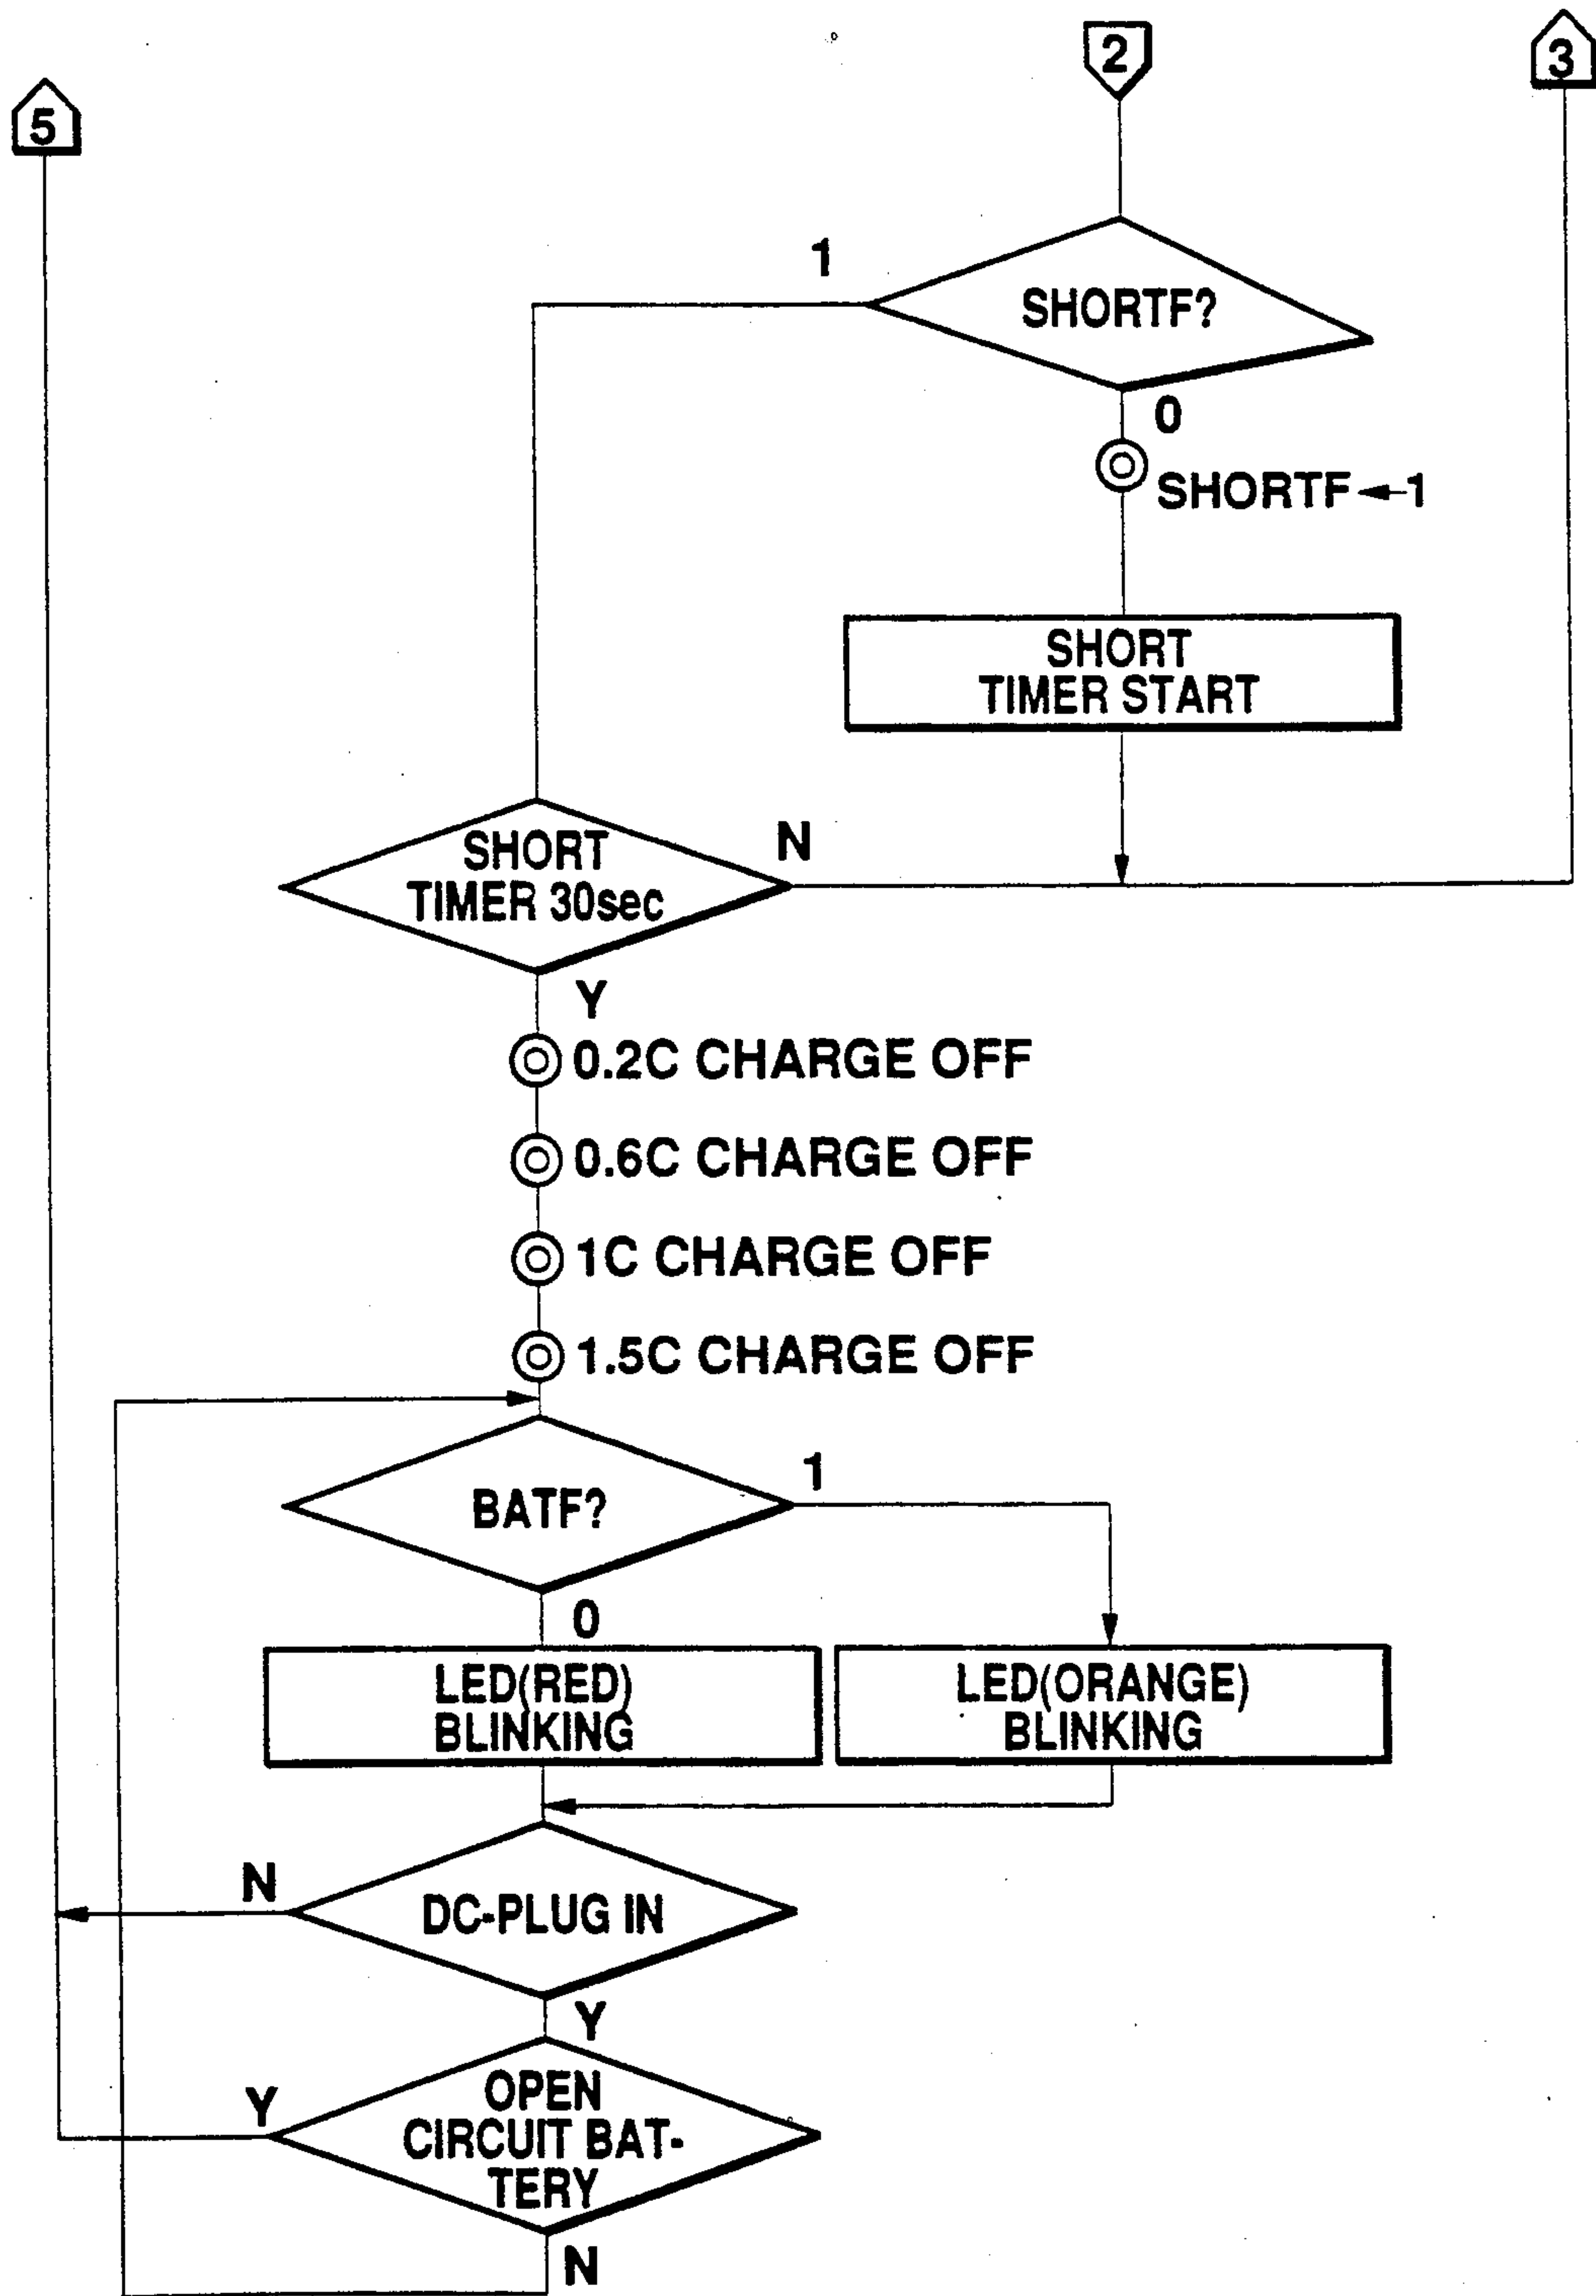 2
3
5
1
SHORTF?
0
SHORTF ← 1
SHORT
TIMER START
SHORT
TIMER 30sec
N
Y
0.2C CHARGE OFF
0.6C CHARGE OFF
1C CHARGE OFF
1.5C CHARGE OFF
BATF?
1
0
LED(RED)
BLINKING
LED(ORANGE)
BLINKING
N
DC-PLUG IN
Y
Y
OPEN
CIRCUIT BAT-
TERY
N